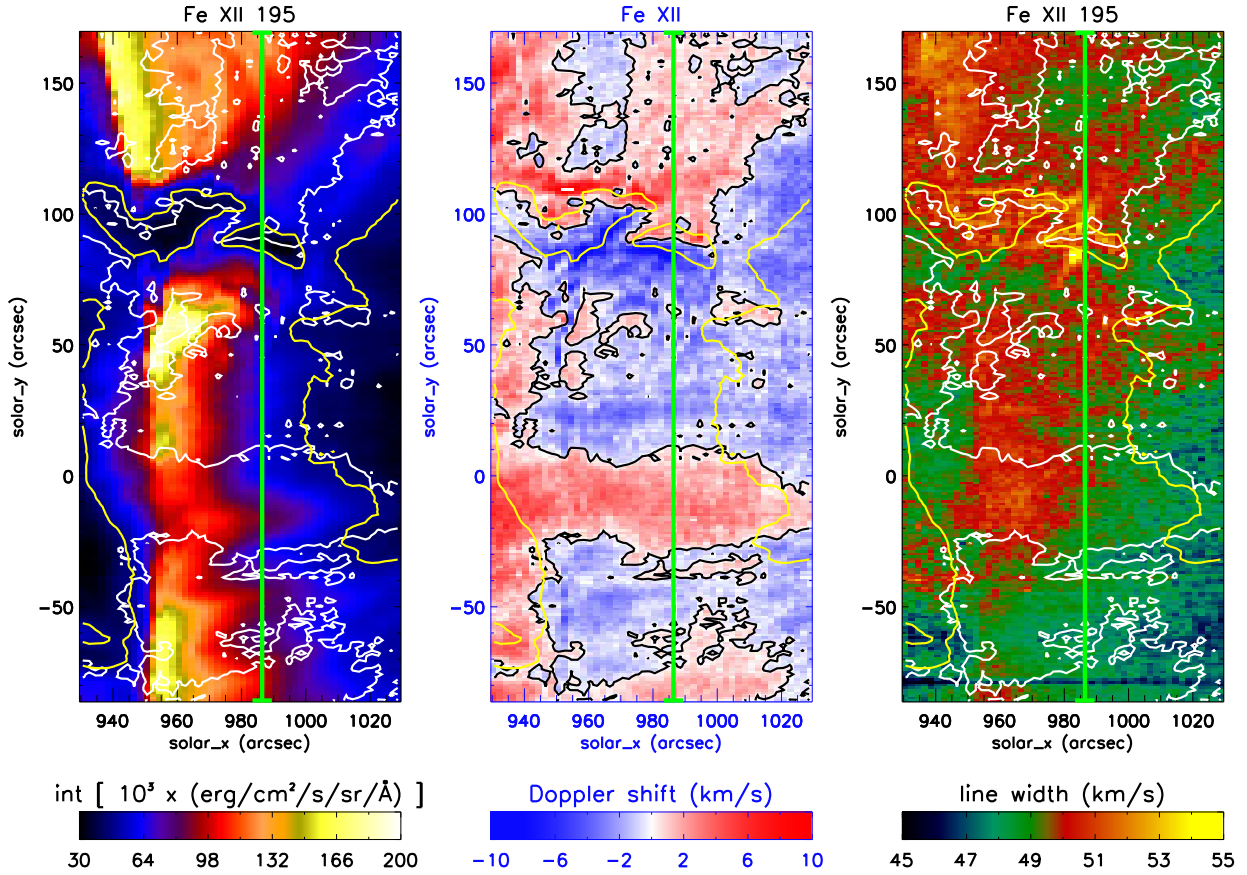 Fe XII 195
Fe XII
Fe XII 195
150
100
50
0
−50
solar_y (arcsec)
940 960 980 1000 1020
solar_x (arcsec)
150
100
50
0
−50
solar_y (arcsec)
940 960 980 1000 1020
solar_x (arcsec)
150
100
50
0
−50
solar_y (arcsec)
940 960 980 1000 1020
solar_x (arcsec)
int [ 10³ x (erg/cm²/s/sr/Å) ]
30 64 98 132 166 200
Doppler shift (km/s)
−10 −6 −2 2 6 10
line width (km/s)
45 47 49 51 53 55